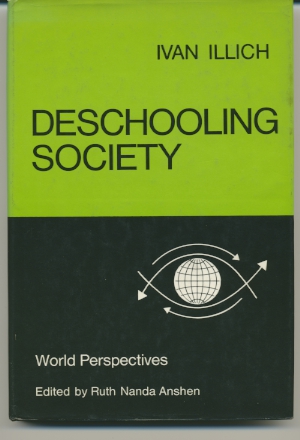 IVAN ILLICH
DESCHOOLING
SOCIETY
World Perspectives
Edited by Ruth Nanda Anshen